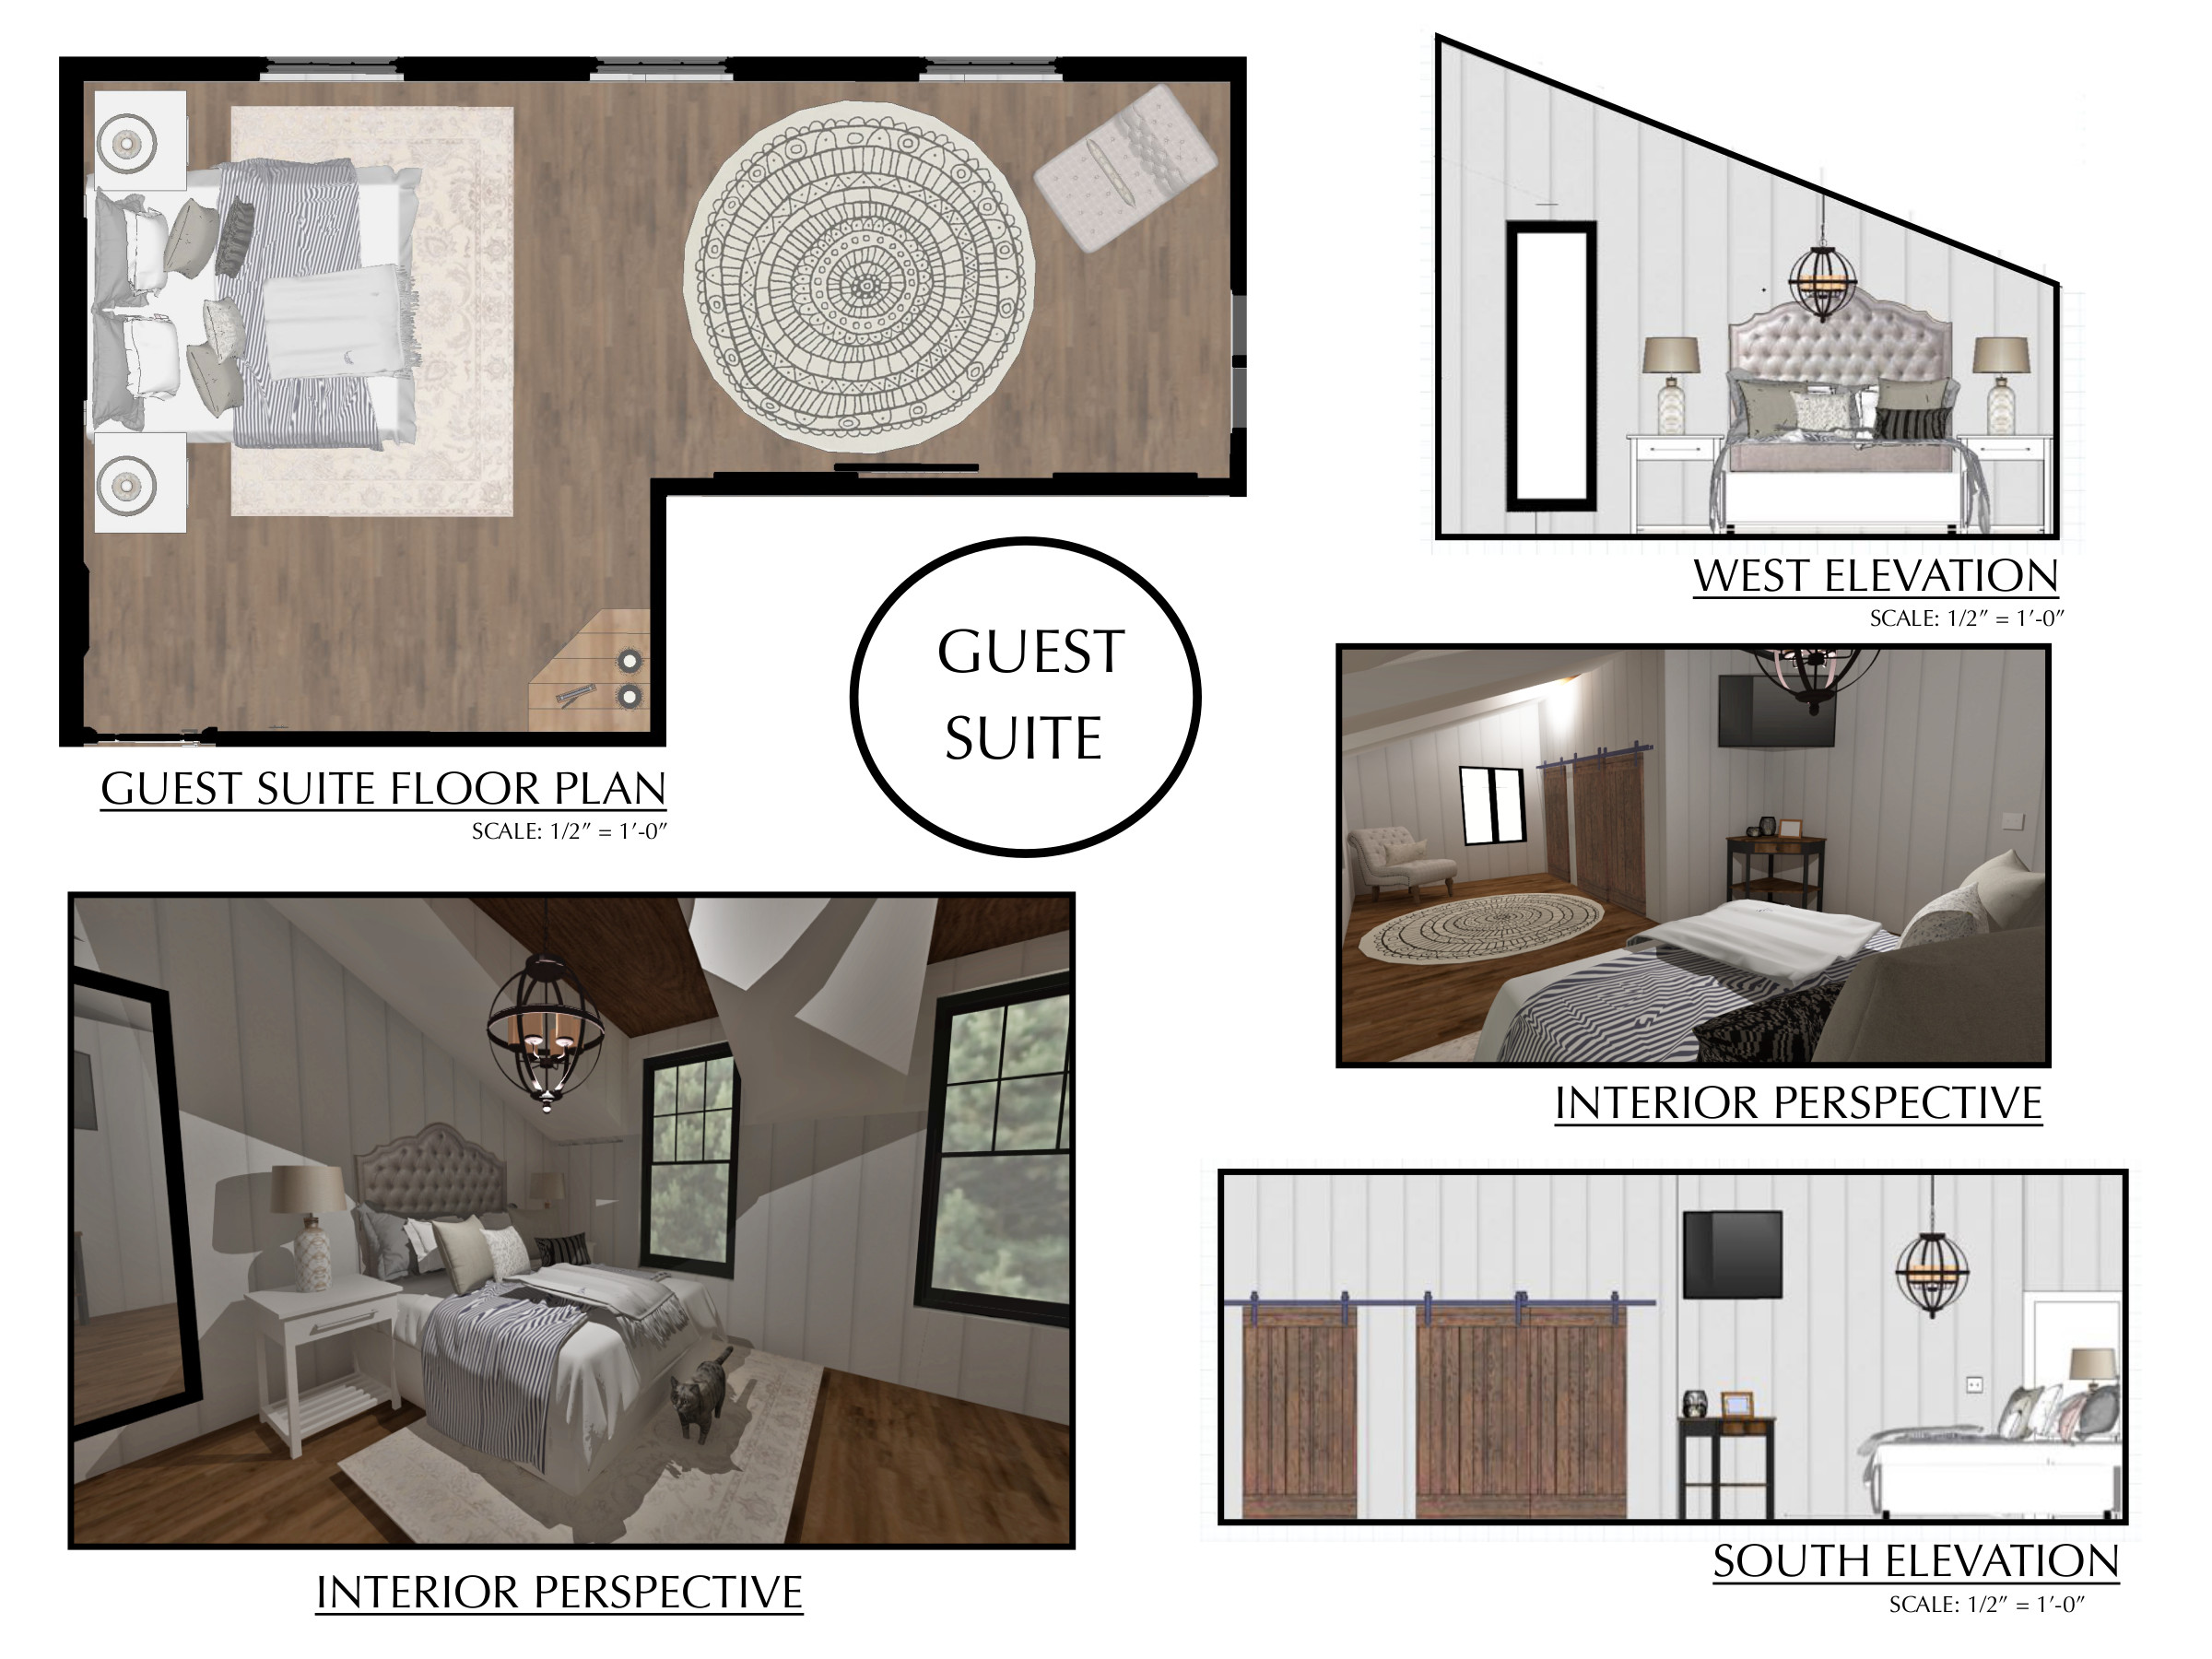 WEST ELEVATION
SCALE: 1/2" = 1'-0"
GUEST
SUITE
GUEST SUITE FLOOR PLAN
SCALE: 1/2" = 1'-0"
INTERIOR PERSPECTIVE
INTERIOR PERSPECTIVE
SOUTH ELEVATION
SCALE: 1/2" = 1'-0"